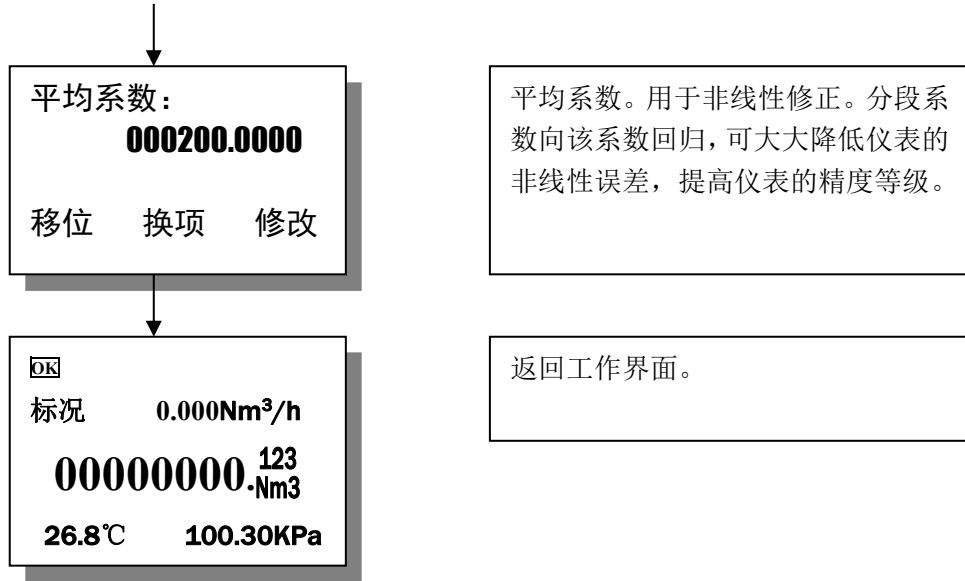 平均系数：
000200.0000
移位 换项 修改
平均系数。用于非线性修正。分段系
数向该系数回归，可大大降低仪表的
非线性误差，提高仪表的精度等级。
OK
标况 0.000Nm³/h
00000000.123
Nm3
26.8℃ 100.30KPa
返回工作界面。